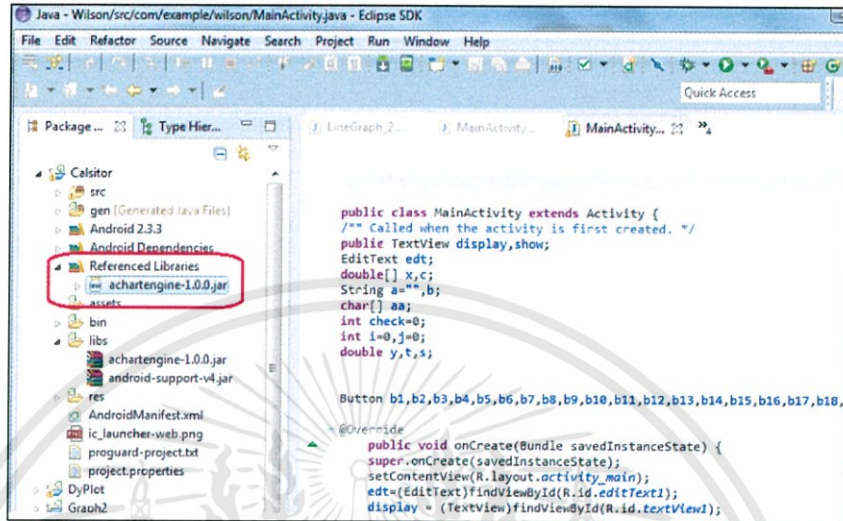 Java - Wilson/src/com/example/wilson/MainActivity.java - Eclipse SDK
File Edit Refactor Source Navigate Search Project Run Window Help
Quick Access
Package... Type Hier...
LineGraph_2... MainActivity... MainActivity... »4
Calsitor
src
gen [Generated Java Files]
Android 2.3.3
Android Dependencies
Referenced Libraries
achartengine-1.0.0.jar
assets
bin
libs
achartengine-1.0.0.jar
android-support-v4.jar
res
AndroidManifest.xml
ic_launcher-web.png
proguard-project.txt
project.properties
DyPlot
Graph2
public class MainActivity extends Activity {
/** Called when the activity is first created. */
public TextView display,show;
EditText edt;
double[] x,c;
String a="",b;
char[] aa;
int check=0;
int i=0,j=0;
double y,t,s;
Button b1,b2,b3,b4,b5,b6,b7,b8,b9,b10,b11,b12,b13,b14,b15,b16,b17,b18,
@Override
public void onCreate(Bundle savedInstanceState) {
super.onCreate(savedInstanceState);
setContentView(R.layout.activity_main);
edt=(EditText)findViewById(R.id.editText1);
display = (TextView)findViewById(R.id.textView1);